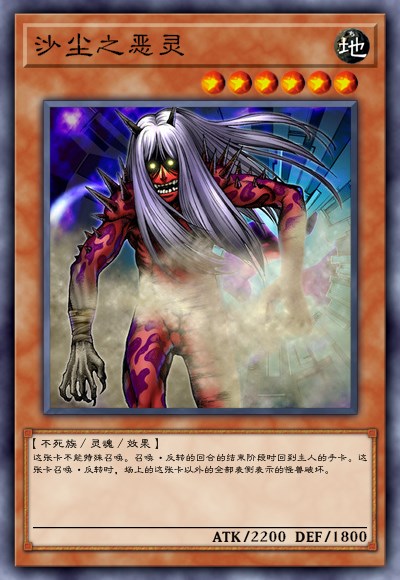 沙尘之恶灵
地
【不死族／灵魂／效果】
这张卡不能特殊召唤。召唤·反转的回合的结束阶段时回到主人的手卡。这
张卡召唤·反转时，场上的这张卡以外的全部表侧表示的怪兽破坏。
ATK/2200 DEF/1800